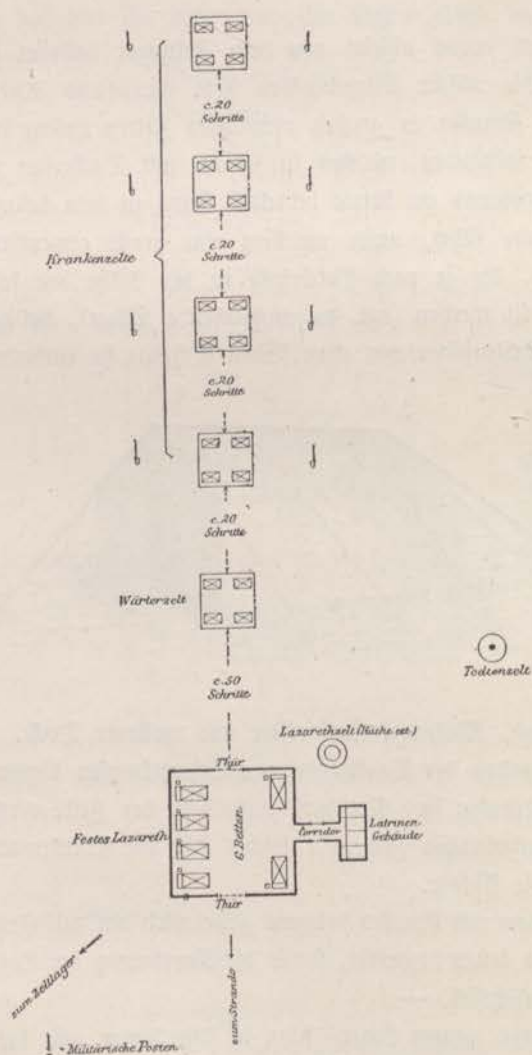 c. 20
Schritte
c. 20
Schritte
Krankenzelte
c. 20
Schritte
c. 20
Schritte
Wärterzelt
c. 50
Schritte
Todtenzelt
Lazarethzelt (Küche ect.)
Thür
Festes Lazareth
6 Betten
Corridor
Latrinen-
Gebäude
Thür
zum Zeltlager
zum Strande
Militärische Posten.